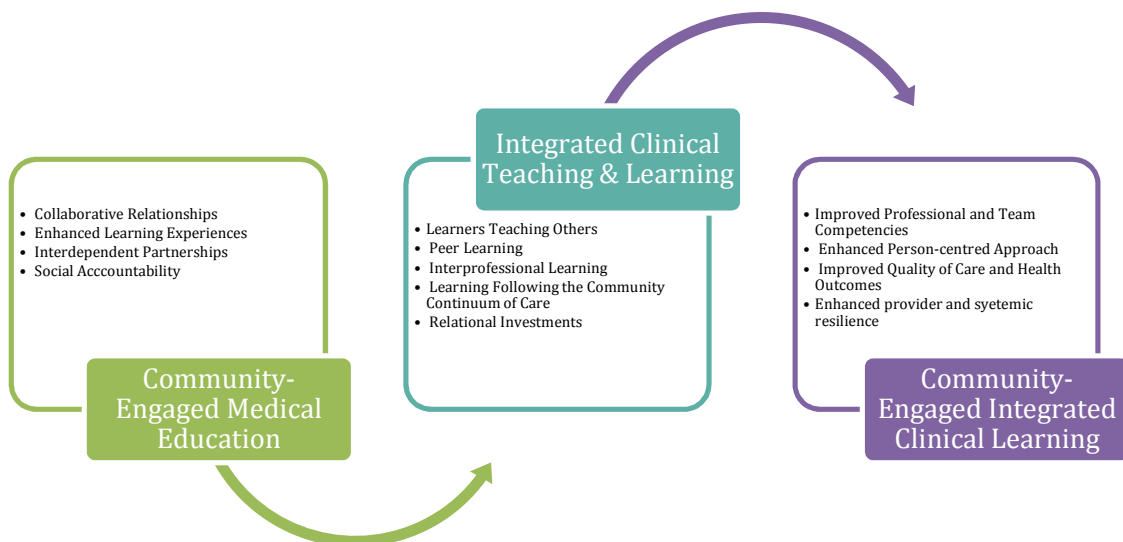 • Collaborative Relationships
• Enhanced Learning Experiences
• Interdependent Partnerships
• Social Acccountability
Community-
Engaged Medical
Education
Integrated Clinical
Teaching & Learning
• Learners Teaching Others
• Peer Learning
• Interprofessional Learning
• Learning Following the Community
Continuum of Care
• Relational Investments
• Improved Professional and Team
Competencies
• Enhanced Person-centred Approach
• Improved Quality of Care and Health
Outcomes
• Enhanced provider and syetemic
resilience
Community-
Engaged Integrated
Clinical Learning